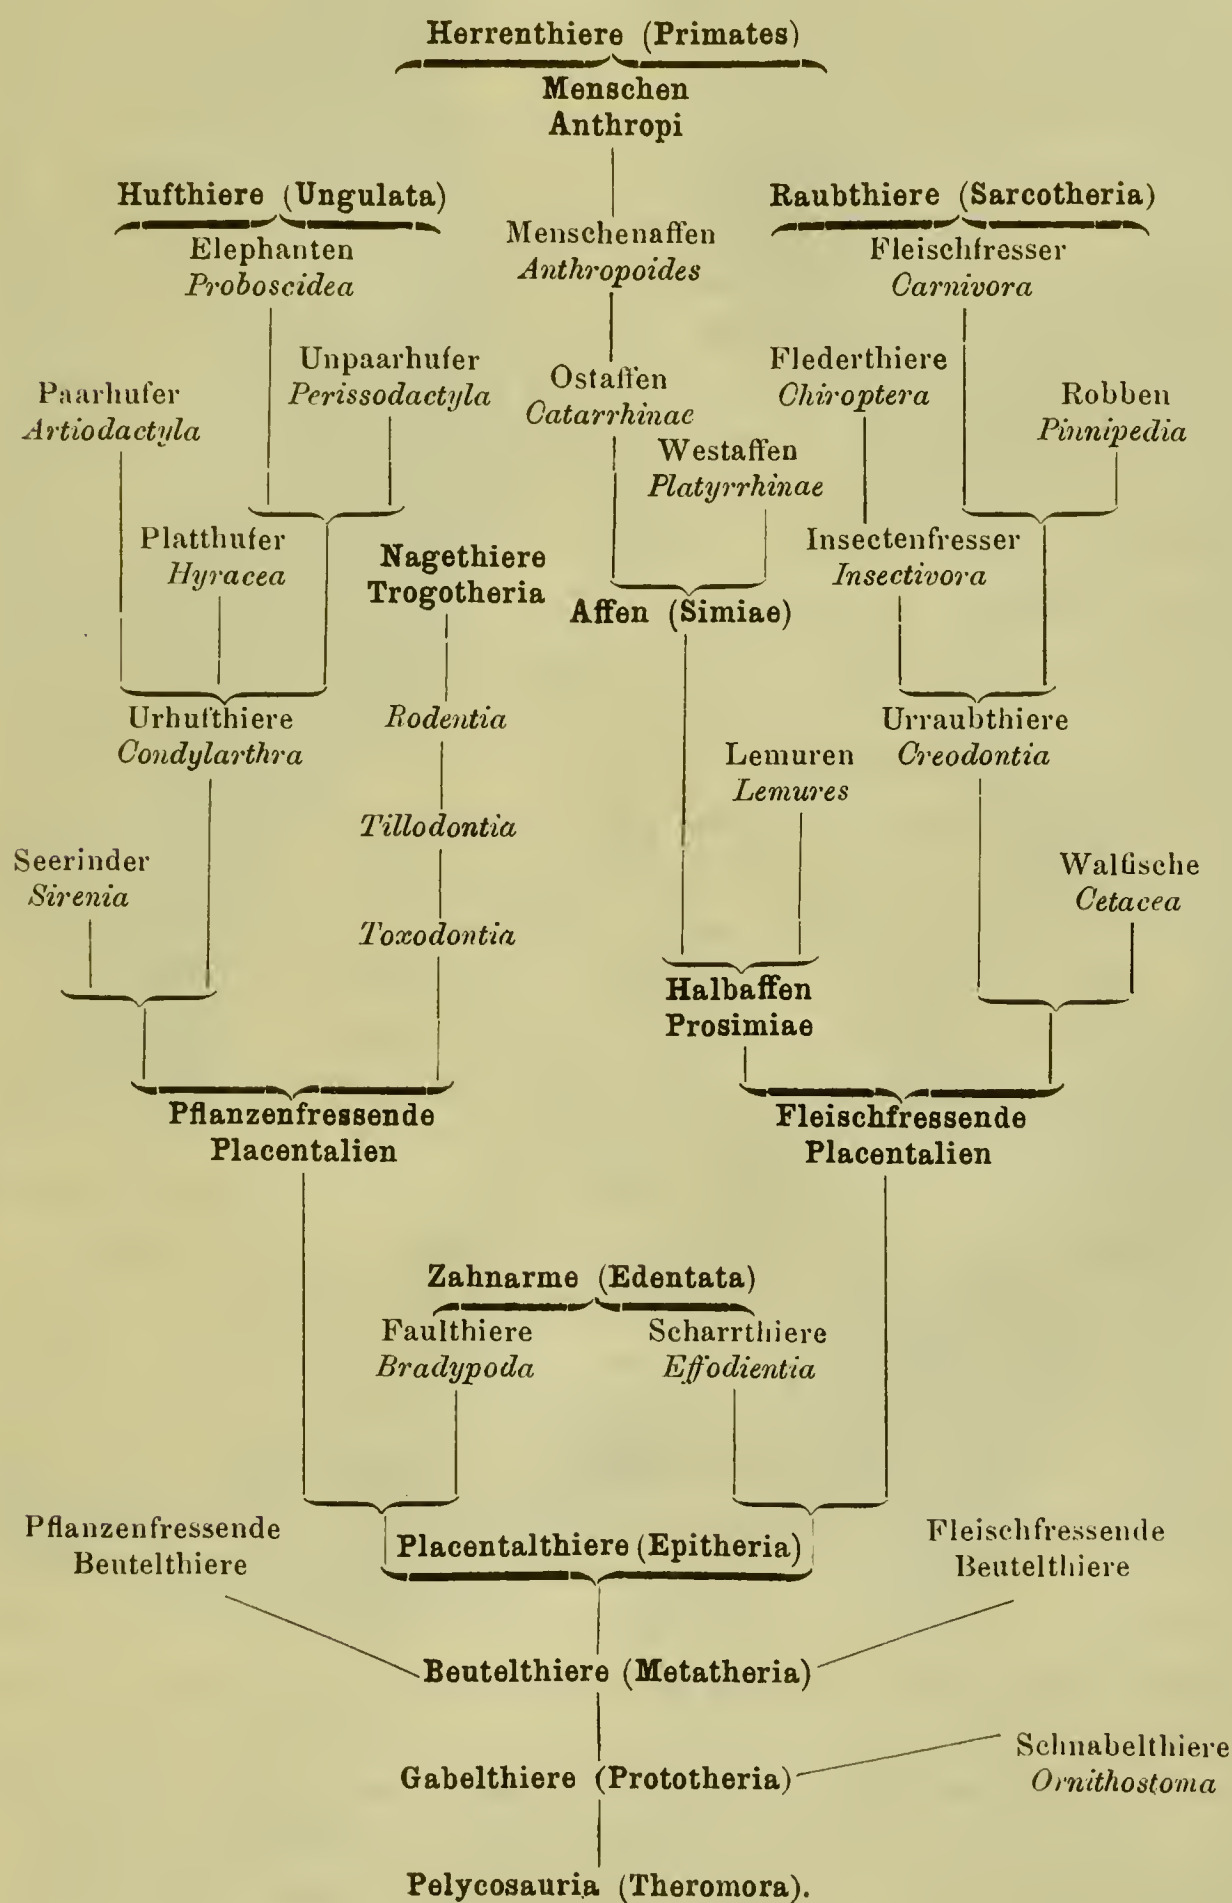 Herrenthiere (Primates)
Menschen
Anthropi
Hufthiere (Ungulata)
Raubthiere (Sarcotheria)
Elephanten
Proboscidea
Menschenaffen
Anthropoides
Fleischfresser
Carnivora
Unpaarhufer
Perissodactyla
Paarhufer
Artiodactyla
Ostaffen
Catarrhinae
Flederthiere
Chiroptera
Robben
Pinnipedia
Westaffen
Platyrrhinae
Platthufer
Hyracea
Nagethiere
Trogotheria
Insectenfresser
Insectivora
Affen (Simiae)
Urhufthiere
Condylarthra
Rodentia
Urraubthiere
Creodontia
Lemuren
Lemures
Tillodontia
Seerinder
Sirenia
Walfische
Cetacea
Toxodontia
Halbaffen
Prosimiae
Pflanzenfressende
Placentalien
Fleischfressende
Placentalien
Zahnarme (Edentata)
Faulthiere
Bradypoda
Scharrthiere
Effodientia
Pflanzenfressende
Beutelthiere
Placentalthiere (Epitheria)
Fleischfressende
Beutelthiere
Beutelthiere (Metatheria)
Schnabelthiere
Ornithostoma
Gabelthiere (Prototheria)
Pelycosauria (Theromora).